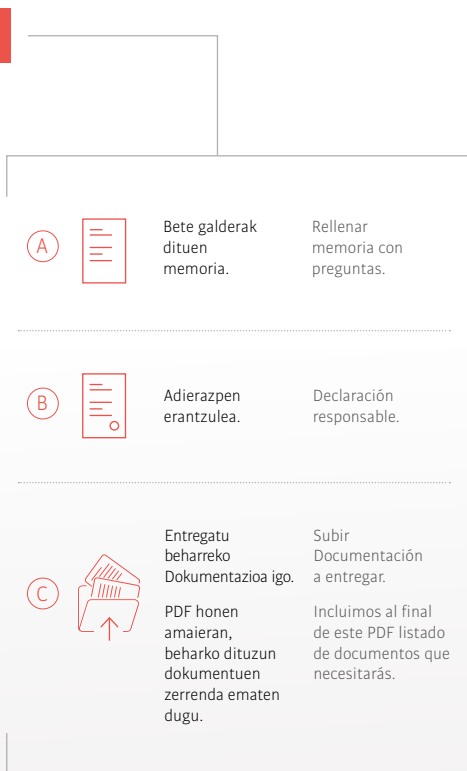 A
Bete galderak
dituen
memoria.
Rellenar
memoria con
preguntas.
B
Adierazpen
erantzulea.
Declaración
responsable.
C
Entregatu
beharreko
Dokumentazioa igo.
PDF honen
amaieran,
beharko dituzun
dokumentuen
zerrenda ematen
dugu.
Subir
Documentación
a entregar.
Incluimos al final
de este PDF listado
de documentos que
necesitarás.